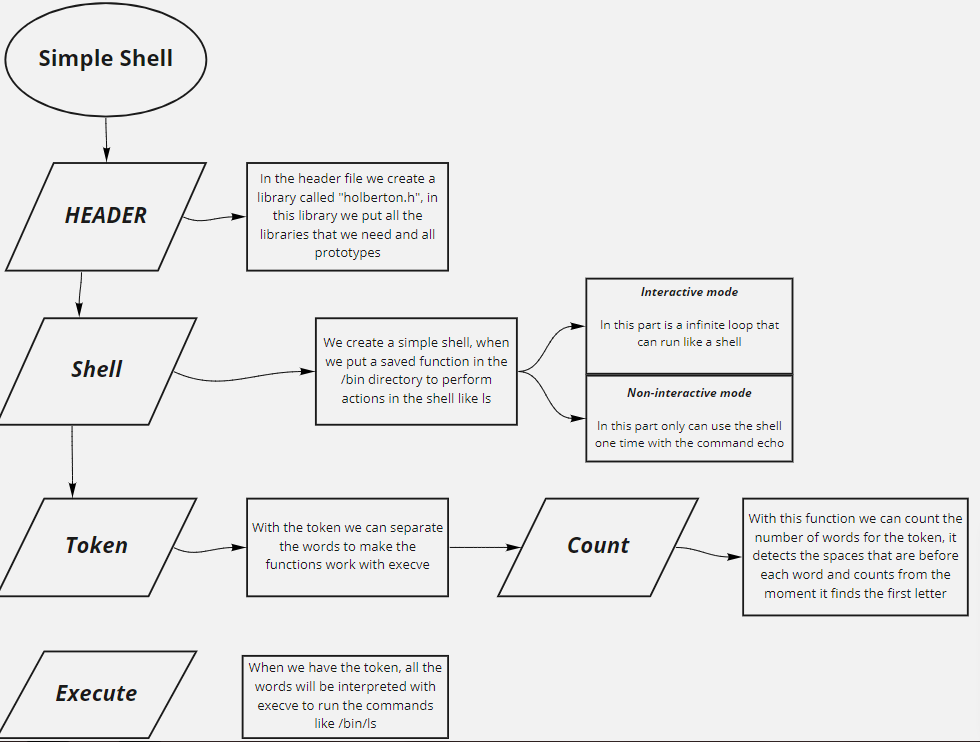 Simple Shell
HEADER
In the header file we create a
library called "holberton.h", in
this library we put all the
libraries that we need and all
prototypes
Shell
We create a simple shell, when
we put a saved function in the
/bin directory to perform
actions in the shell like ls
Interactive mode
In this part is a infinite loop that
can run like a shell
Non-interactive mode
In this part only can use the shell
one time with the command echo
Token
With the token we can separate
the words to make the
functions work with execve
Count
With this function we can count the
number of words for the token, it
detects the spaces that are before
each word and counts from the
moment it finds the first letter
Execute
When we have the token, all the
words will be interpreted with
execve to run the commands
like /bin/ls